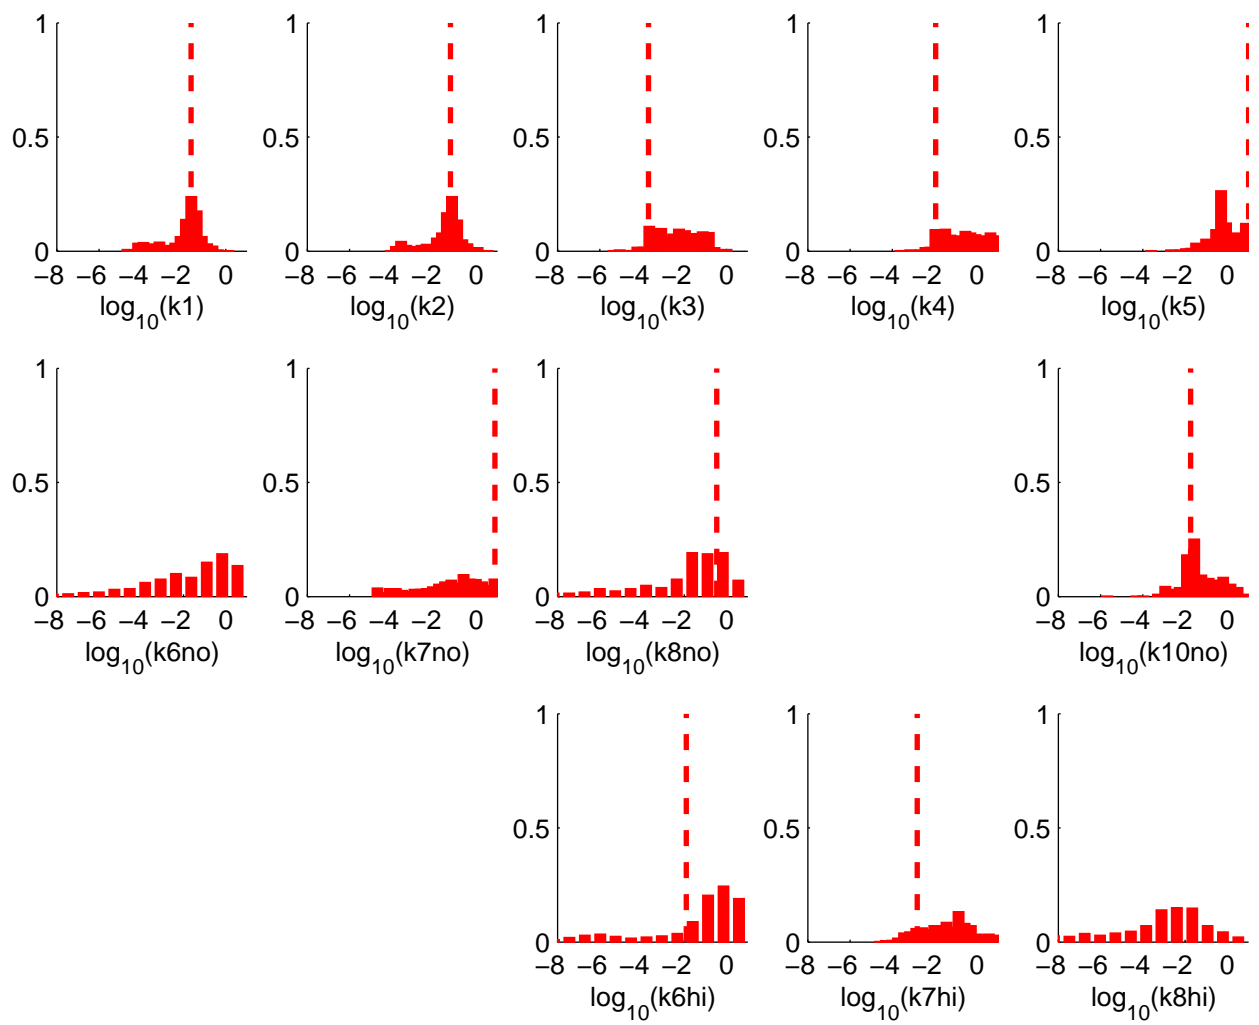 1 1 1 1 1
0.5 0.5 0.5 0.5 0.5
0 0 0 0 0
−8 −6 −4 −2 0 −8 −6 −4 −2 0 −8 −6 −4 −2 0 −8 −6 −4 −2 0 −8 −6 −4 −2 0
log10(k1) log10(k2) log10(k3) log10(k4) log10(k5)
1 1 1 1
0.5 0.5 0.5 0.5
0 0 0 0
−8 −6 −4 −2 0 −8 −6 −4 −2 0 −8 −6 −4 −2 0 −8 −6 −4 −2 0
log10(k6no) log10(k7no) log10(k8no) log10(k10no)
1 1 1
0.5 0.5 0.5
0 0 0
−8 −6 −4 −2 0 −8 −6 −4 −2 0 −8 −6 −4 −2 0
log10(k6hi) log10(k7hi) log10(k8hi)